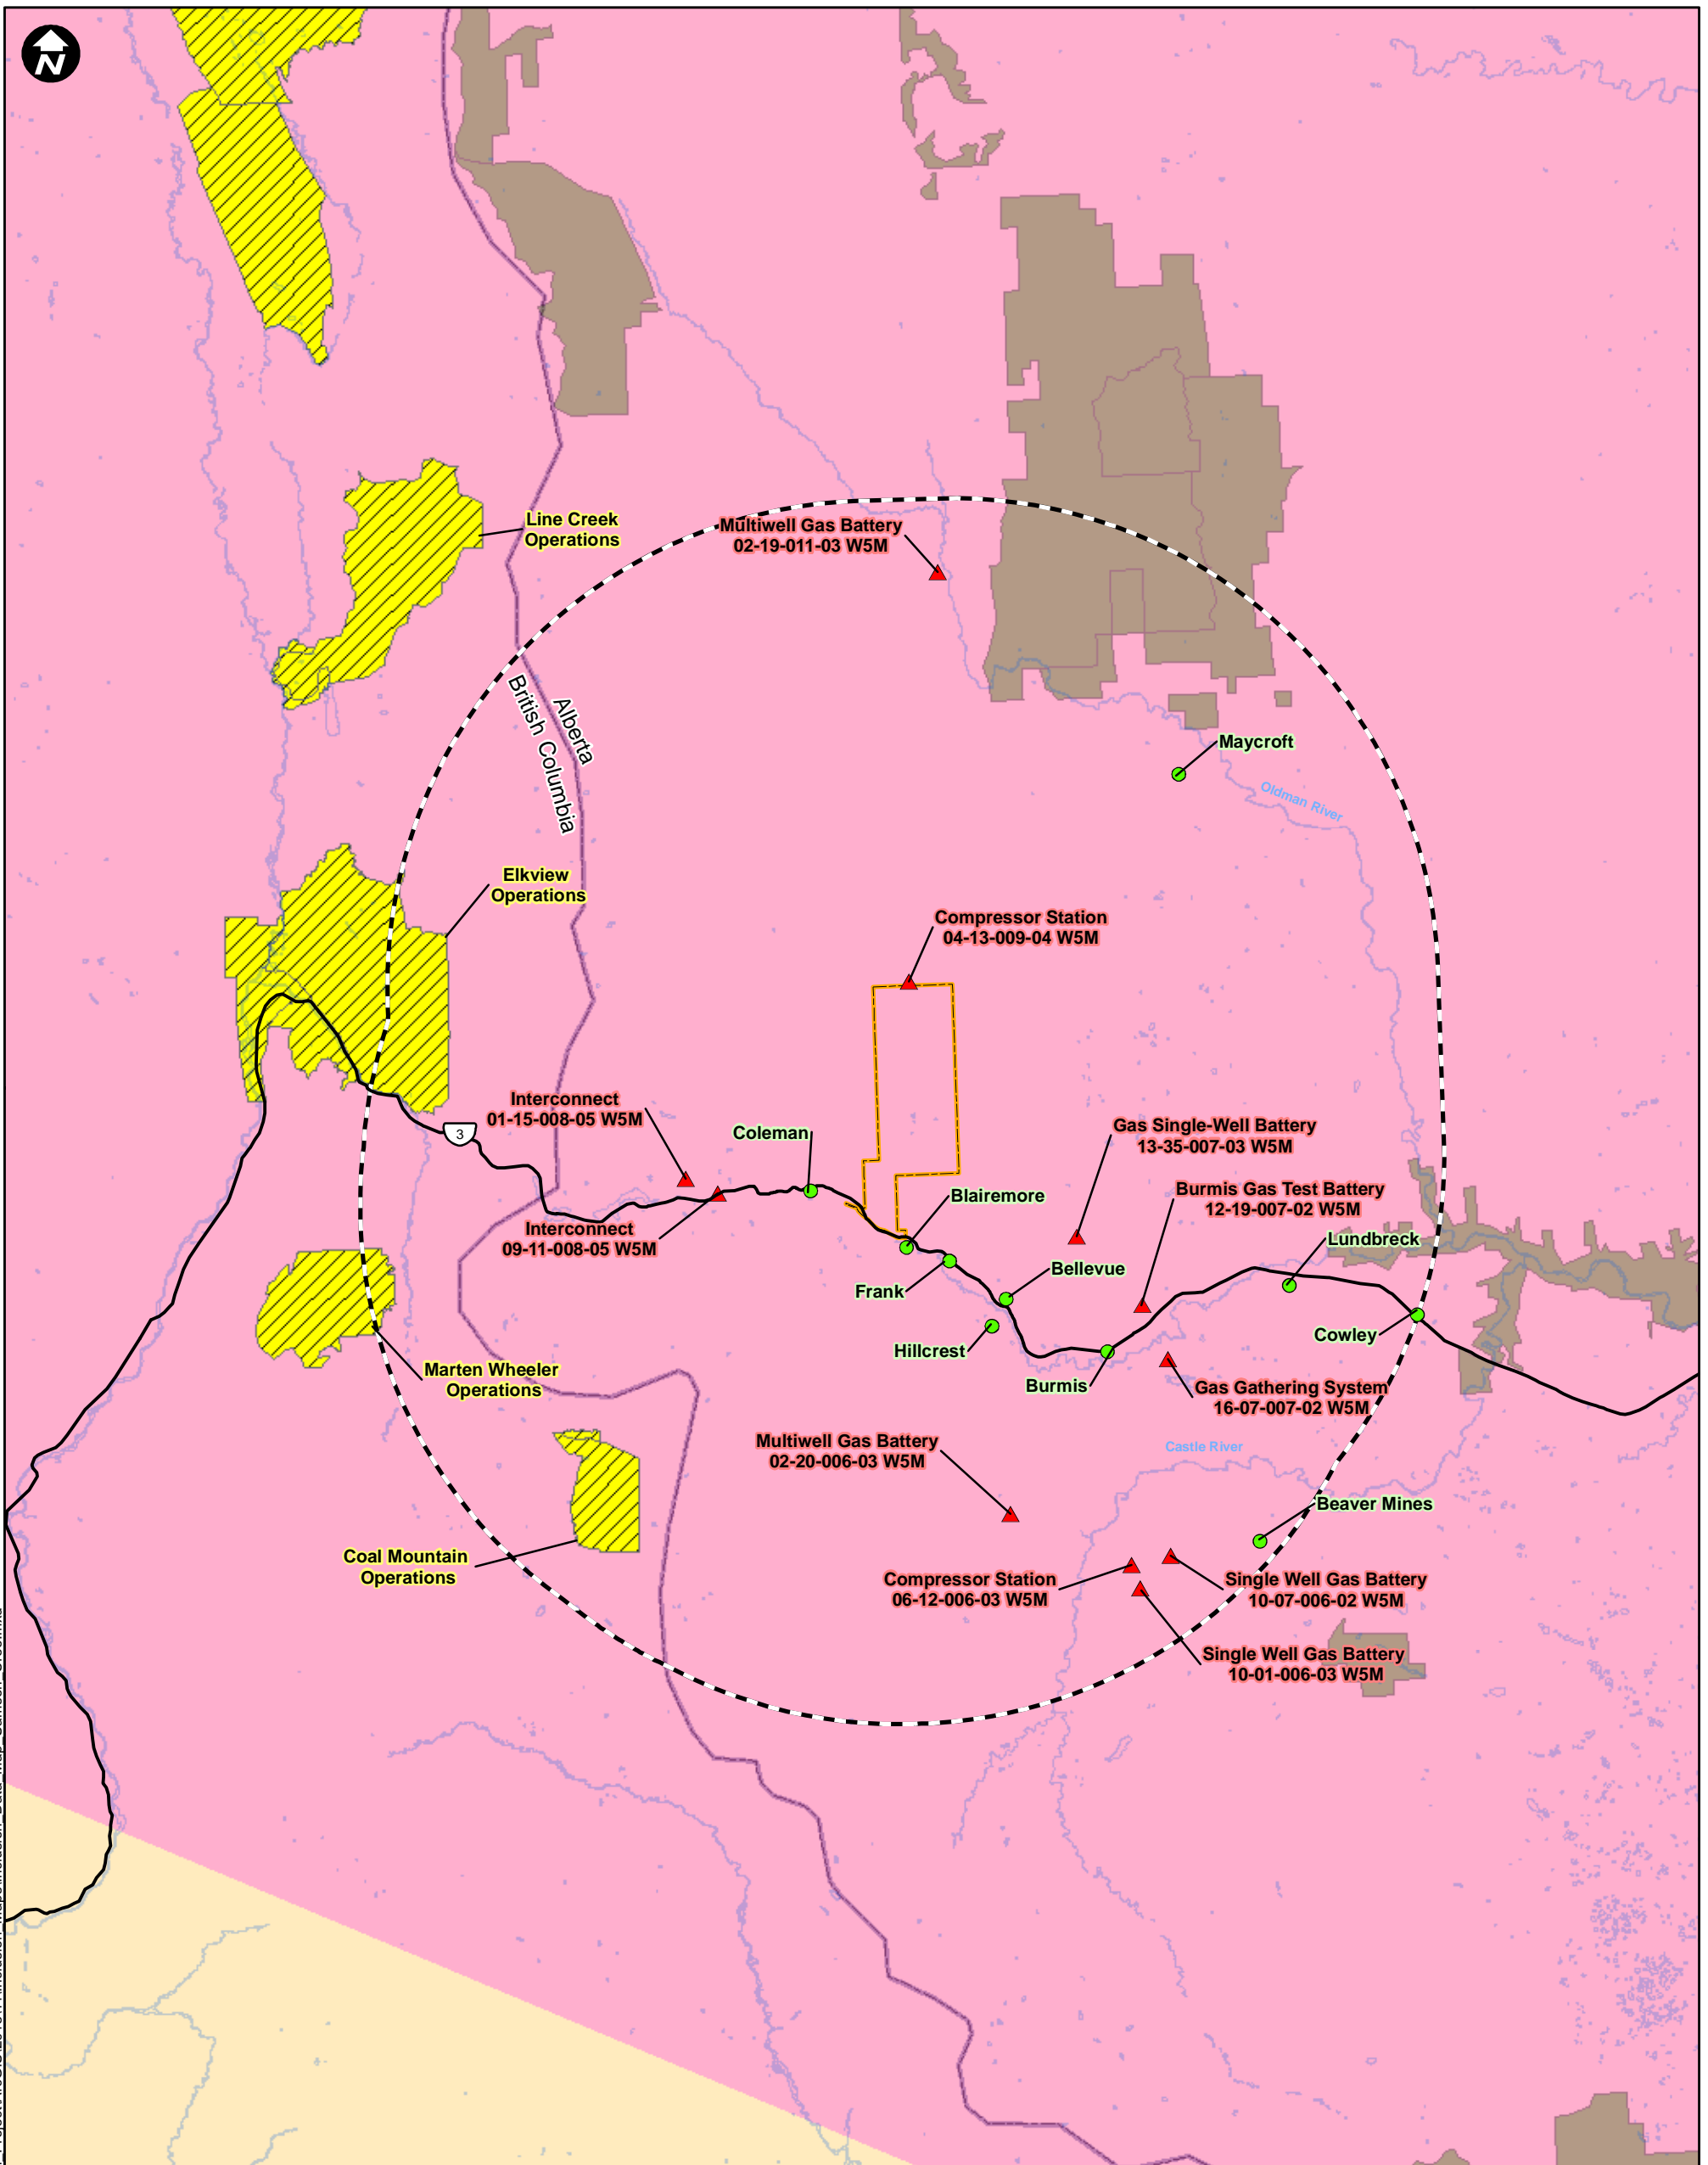 N
Line Creek
Operations
Multiwell Gas Battery
02-19-011-03 W5M
Alberta
British Columbia
Maycroft
Oldman River
Elkview
Operations
Compressor Station
04-13-009-04 W5M
Interconnect
01-15-008-05 W5M
3
Coleman
Gas Single-Well Battery
13-35-007-03 W5M
Burmis Gas Test Battery
12-19-007-02 W5M
Blairemore
Interconnect
09-11-008-05 W5M
Lundbreck
Bellevue
Frank
Cowley
Hillcrest
Marten Wheeler
Operations
Burmis
Gas Gathering System
16-07-007-02 W5M
Multiwell Gas Battery
02-20-006-03 W5M
Castle River
Beaver Mines
Coal Mountain
Operations
Compressor Station
06-12-006-03 W5M
Single Well Gas Battery
10-07-006-02 W5M
Single Well Gas Battery
10-01-006-03 W5M